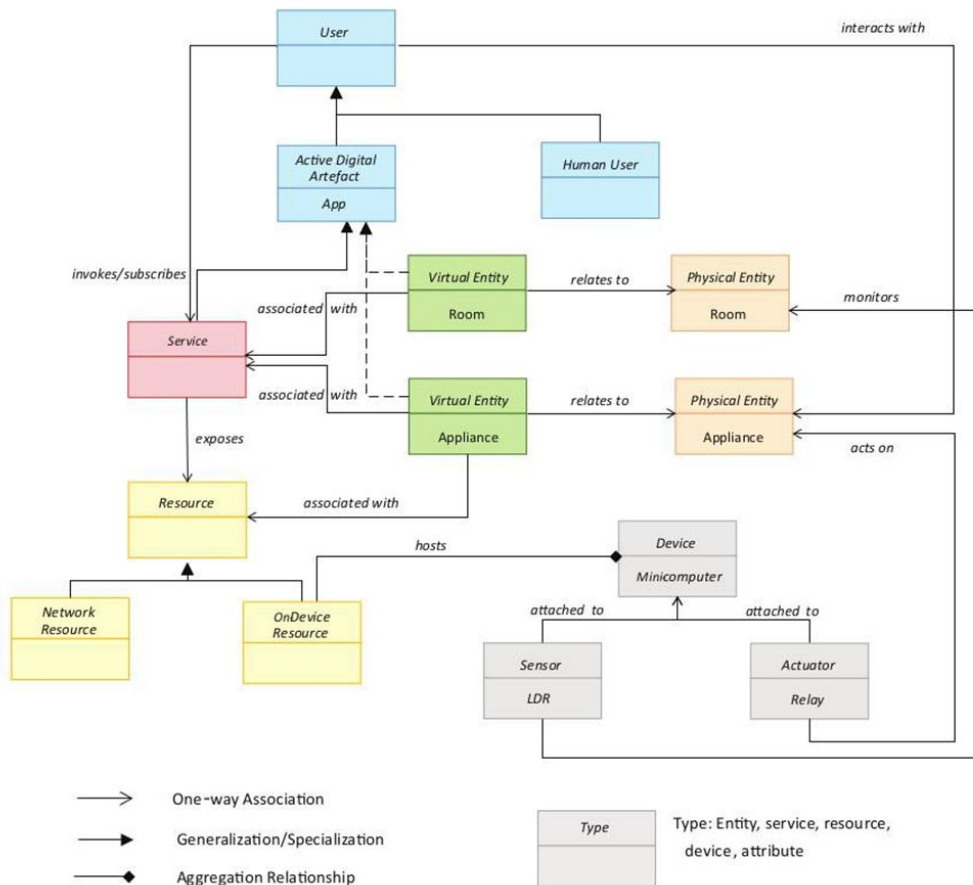 User
interacts with
Active Digital
Artefact
App
Human User
invokes/subscribes
associated with
Virtual Entity
Room
relates to
Physical Entity
Room
monitors
Service
associated with
Virtual Entity
Appliance
relates to
Physical Entity
Appliance
acts on
exposes
Resource
associated with
hosts
Device
Minicomputer
Network
Resource
OnDevice
Resource
attached to
attached to
Sensor
LDR
Actuator
Relay
One-way Association
Generalization/Specialization
Aggregation Relationship
Type
Type: Entity, service, resource,
device, attribute